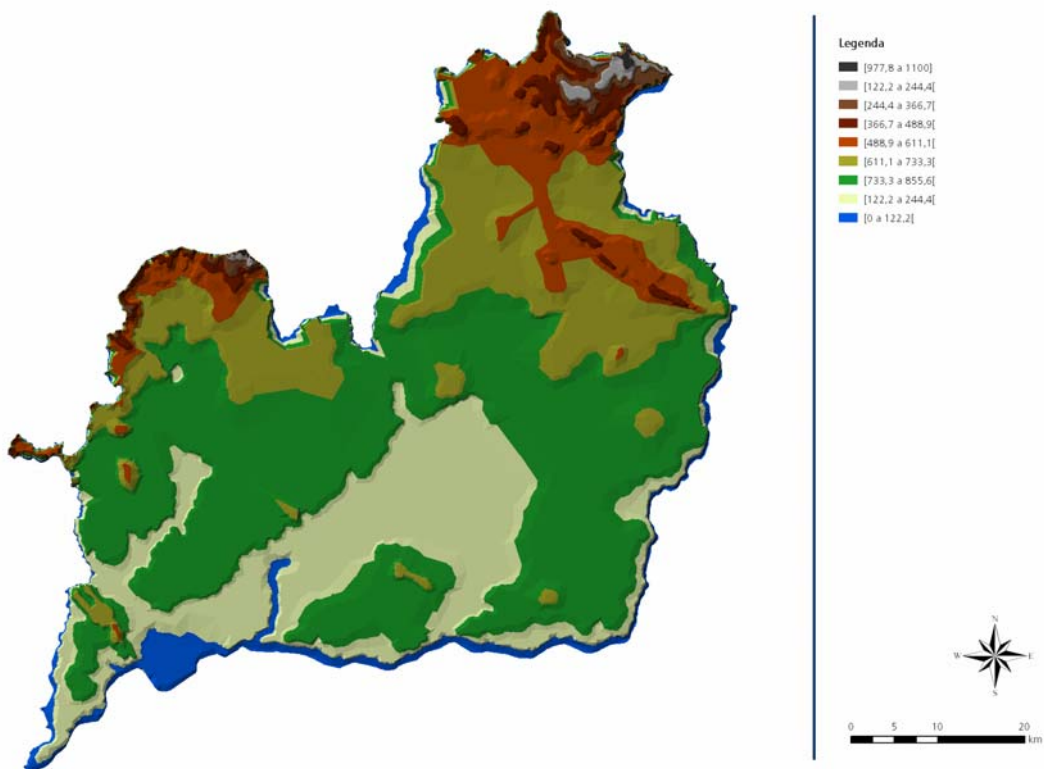 Legenda
[977,8 a 1100]
[122,2 a 244,4[
[244,4 a 366,7[
[366,7 a 488,9[
[488,9 a 611,1[
[611,1 a 733,3[
[733,3 a 855,6[
[122,2 a 244,4[
[0 a 122,2[
N
W E
S
0 5 10 20
km